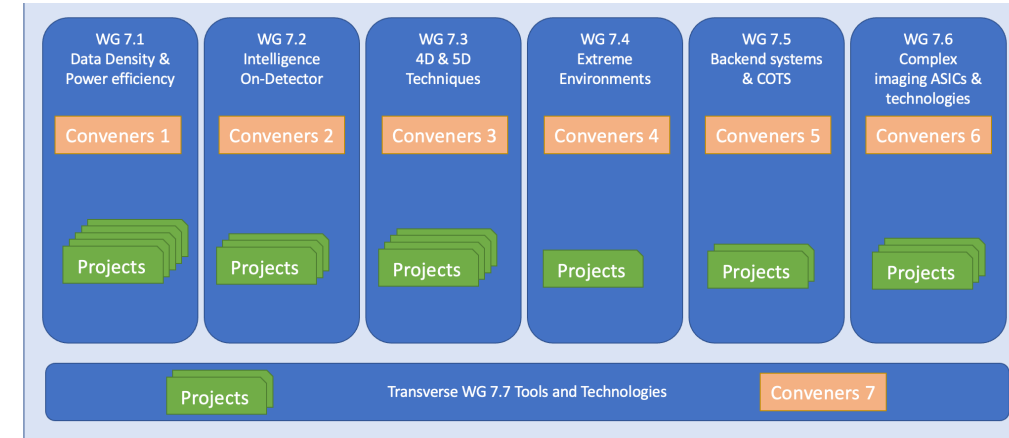 WG 7.1
Data Density &
Power efficiency
Conveners 1
Projects
WG 7.2
Intelligence
On-Detector
Conveners 2
Projects
WG 7.3
4D & 5D
Techniques
Conveners 3
Projects
WG 7.4
Extreme
Environments
Conveners 4
Projects
WG 7.5
Backend systems
& COTS
Conveners 5
Projects
WG 7.6
Complex
imaging ASICs &
technologies
Conveners 6
Projects
Projects
Transverse WG 7.7 Tools and Technologies
Conveners 7